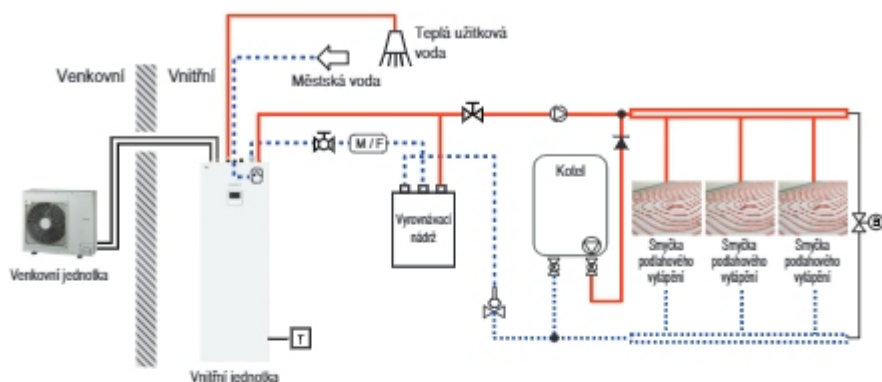 Teplá užitková
voda
Venkovní
Vnitřní
Městská voda
M / F
Kotel
Vyrovnávací
nádrž
Smyčka
podlahového
vytápění
Smyčka
podlahového
vytápění
Smyčka
podlahového
vytápění
Venkovní jednotka
T
Vnitřní jednotka